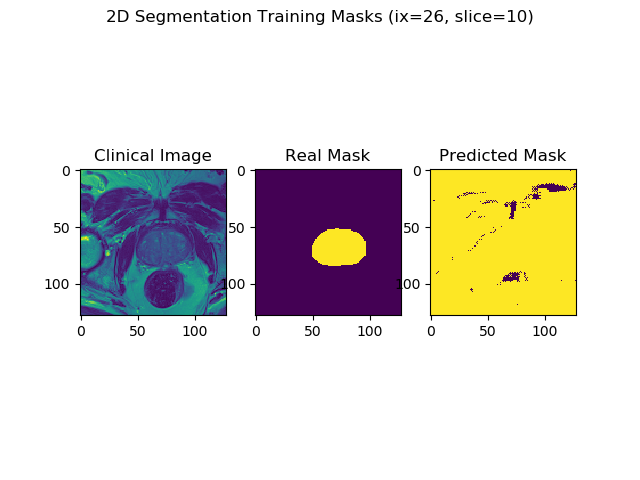 2D Segmentation Training Masks (ix=26, slice=10)
Clinical Image Real Mask Predicted Mask
0 0 0
50 50 50
100 100 100
0 50 100 0 50 100 0 50 100